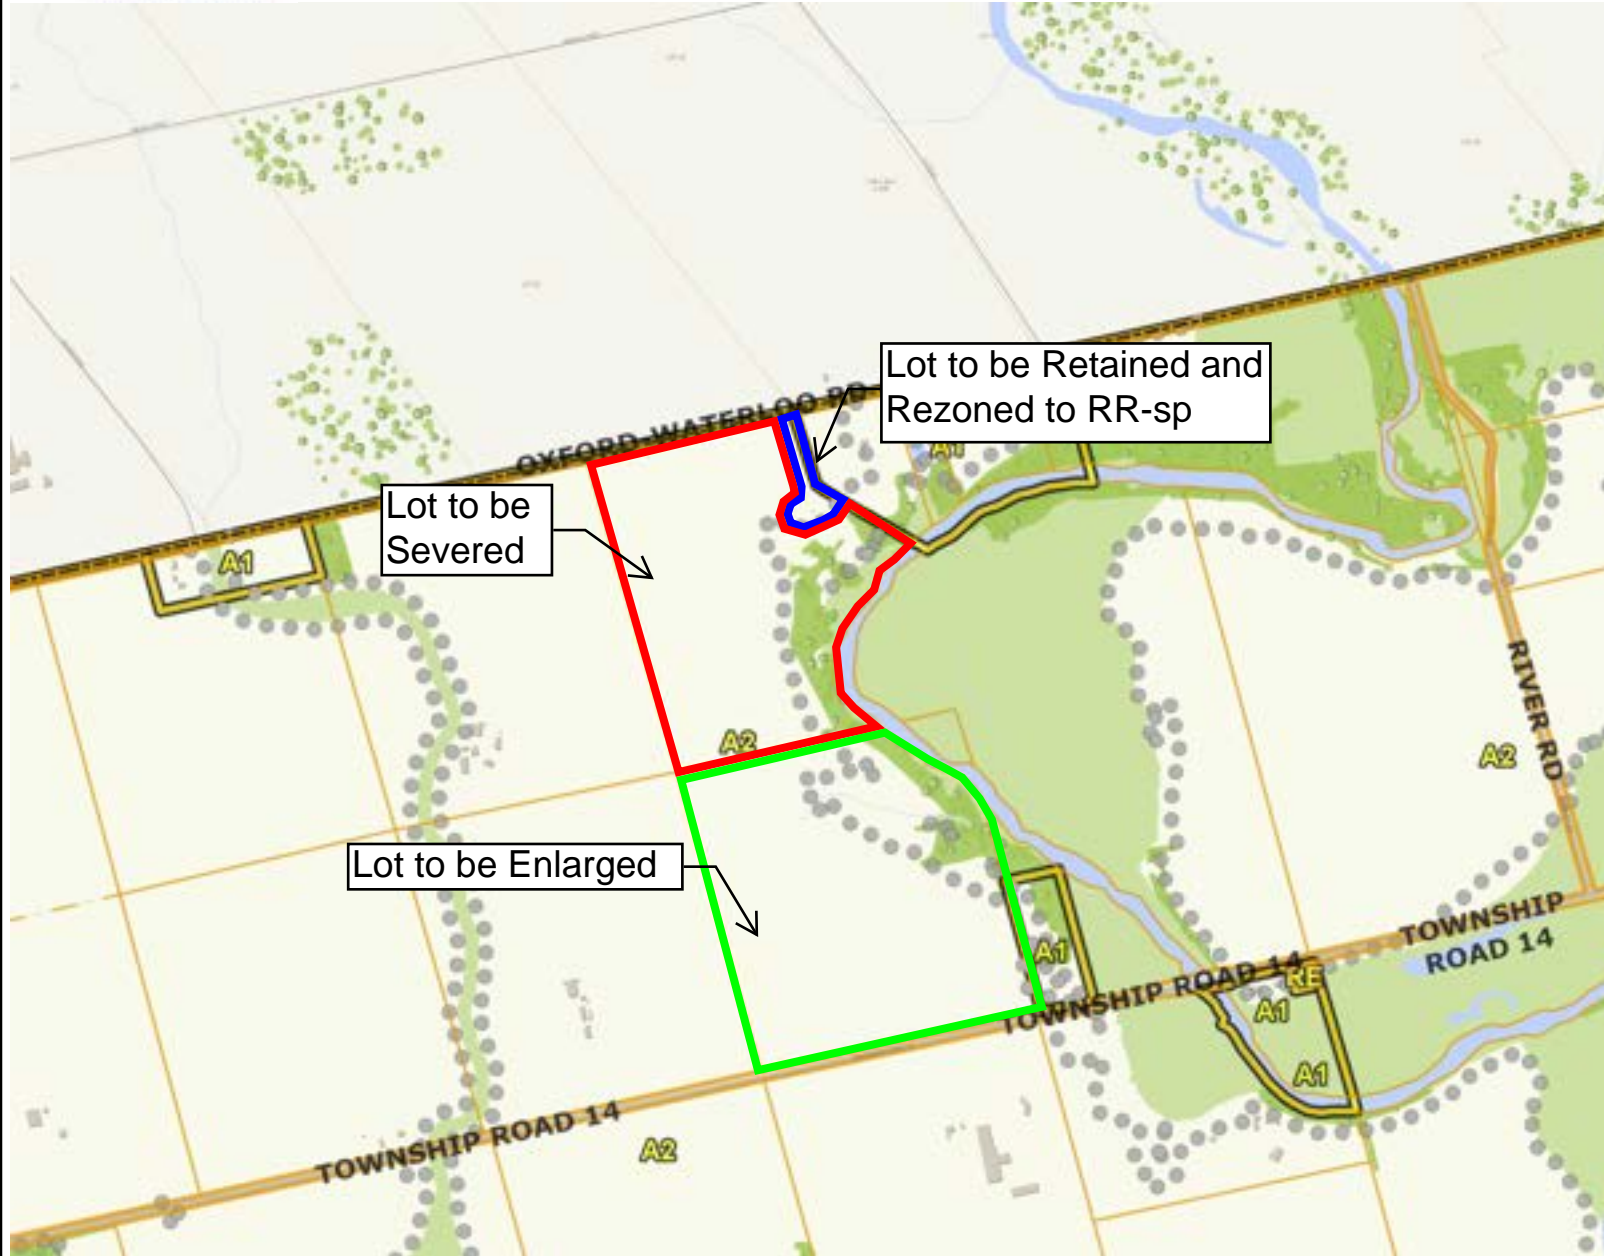 Lot to be Retained and
Rezoned to RR-sp
OXFORD-WATERLOO RD
A1
Lot to be
Severed
A1
RIVER RD
A2
A2
Lot to be Enlarged
TOWNSHIP
ROAD 14
A1
TOWNSHIP ROAD 14
RE
A1
A1
TOWNSHIP ROAD 14
A2